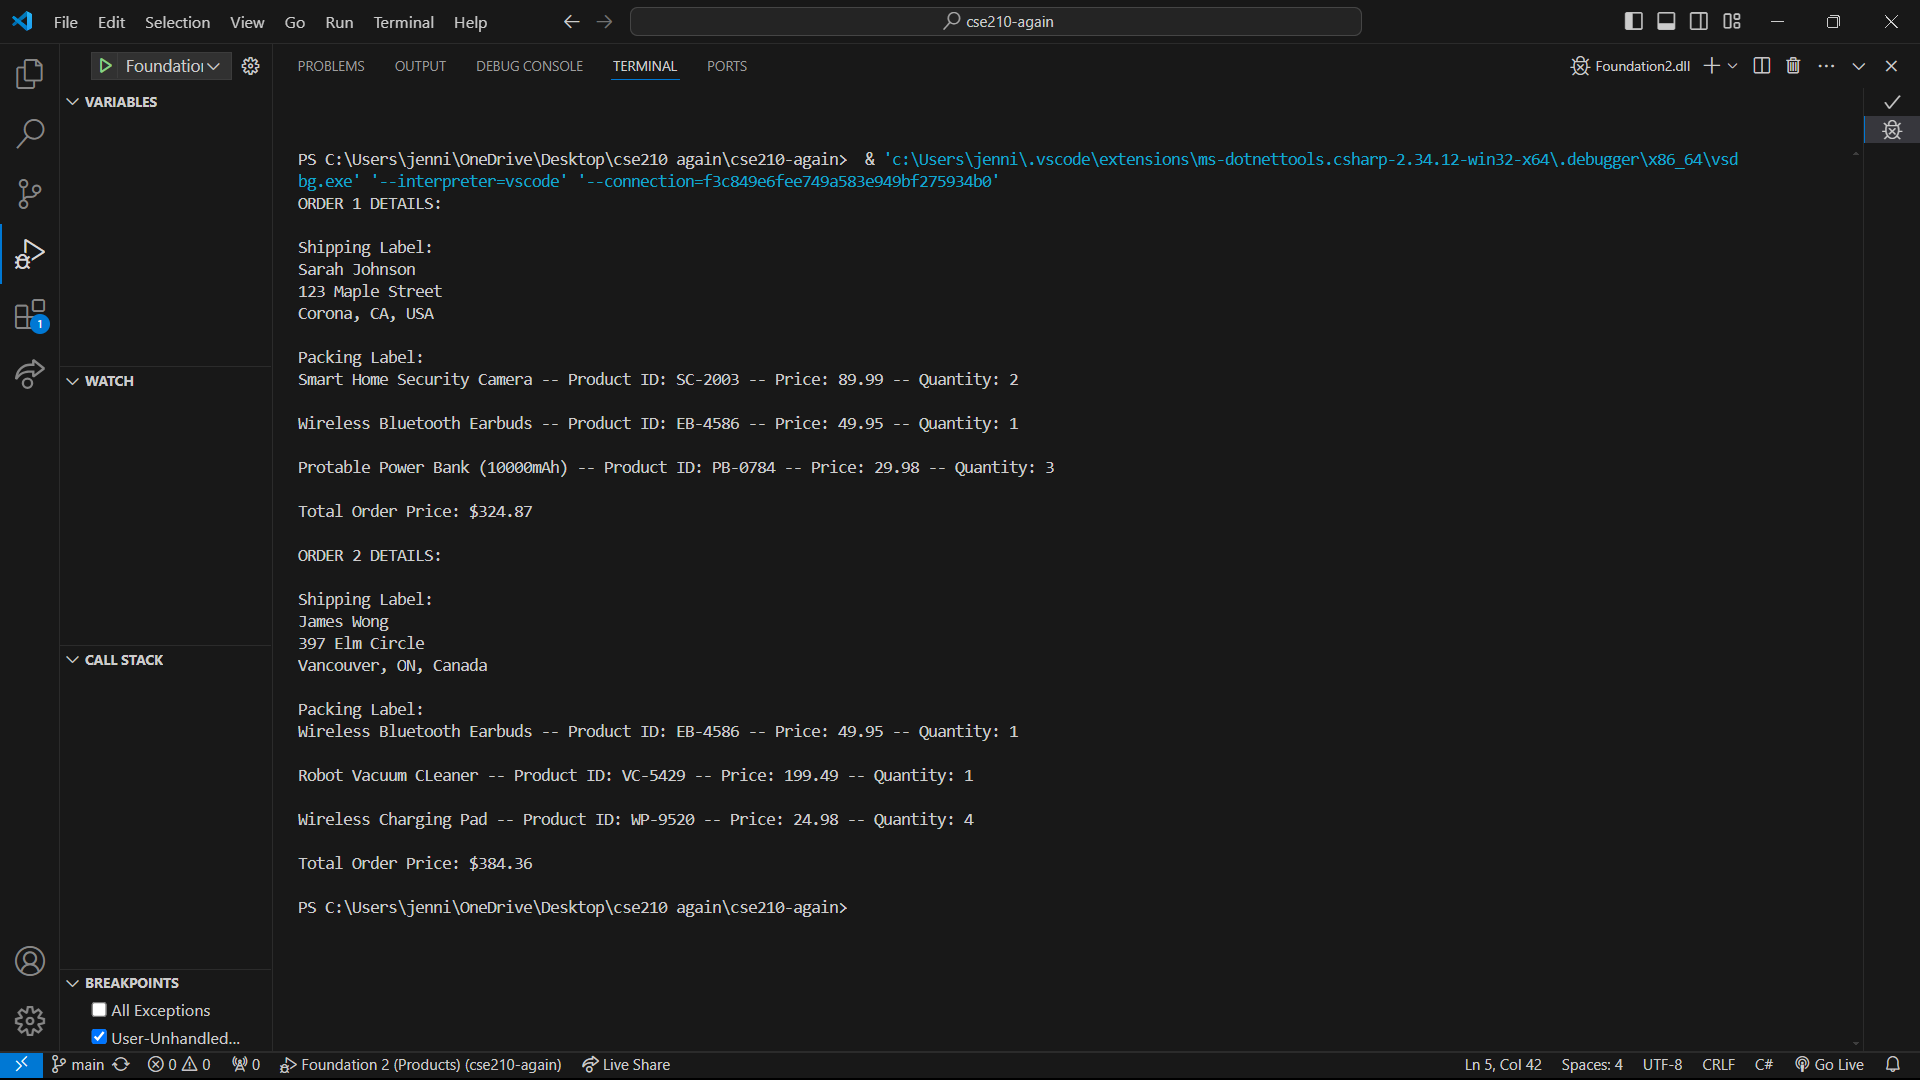 File Edit Selection View Go Run Terminal Help
cse210-again
Foundation
PROBLEMS OUTPUT DEBUG CONSOLE TERMINAL PORTS
Foundation2.dll
VARIABLES
PS C:\Users\jenni\OneDrive\Desktop\cse210 again\cse210-again>  & 'c:\Users\jenni\.vscode\extensions\ms-dotnettools.csharp-2.34.12-win32-x64\.debugger\x86_64\vsd
bg.exe' '--interpreter=vscode' '--connection=f3c849e6fee749a583e949bf275934b0'
ORDER 1 DETAILS:
Shipping Label:
Sarah Johnson
123 Maple Street
Corona, CA, USA
1
Packing Label:
Smart Home Security Camera -- Product ID: SC-2003 -- Price: 89.99 -- Quantity: 2
WATCH
Wireless Bluetooth Earbuds -- Product ID: EB-4586 -- Price: 49.95 -- Quantity: 1
Protable Power Bank (10000mAh) -- Product ID: PB-0784 -- Price: 29.98 -- Quantity: 3
Total Order Price: $324.87
ORDER 2 DETAILS:
Shipping Label:
James Wong
397 Elm Circle
Vancouver, ON, Canada
CALL STACK
Packing Label:
Wireless Bluetooth Earbuds -- Product ID: EB-4586 -- Price: 49.95 -- Quantity: 1
Robot Vacuum CLeaner -- Product ID: VC-5429 -- Price: 199.49 -- Quantity: 1
Wireless Charging Pad -- Product ID: WP-9520 -- Price: 24.98 -- Quantity: 4
Total Order Price: $384.36
PS C:\Users\jenni\OneDrive\Desktop\cse210 again\cse210-again>
BREAKPOINTS
All Exceptions
User-Unhandled...
main 0 0 0 Foundation 2 (Products) (cse210-again) Live Share Ln 5, Col 42 Spaces: 4 UTF-8 CRLF C# Go Live